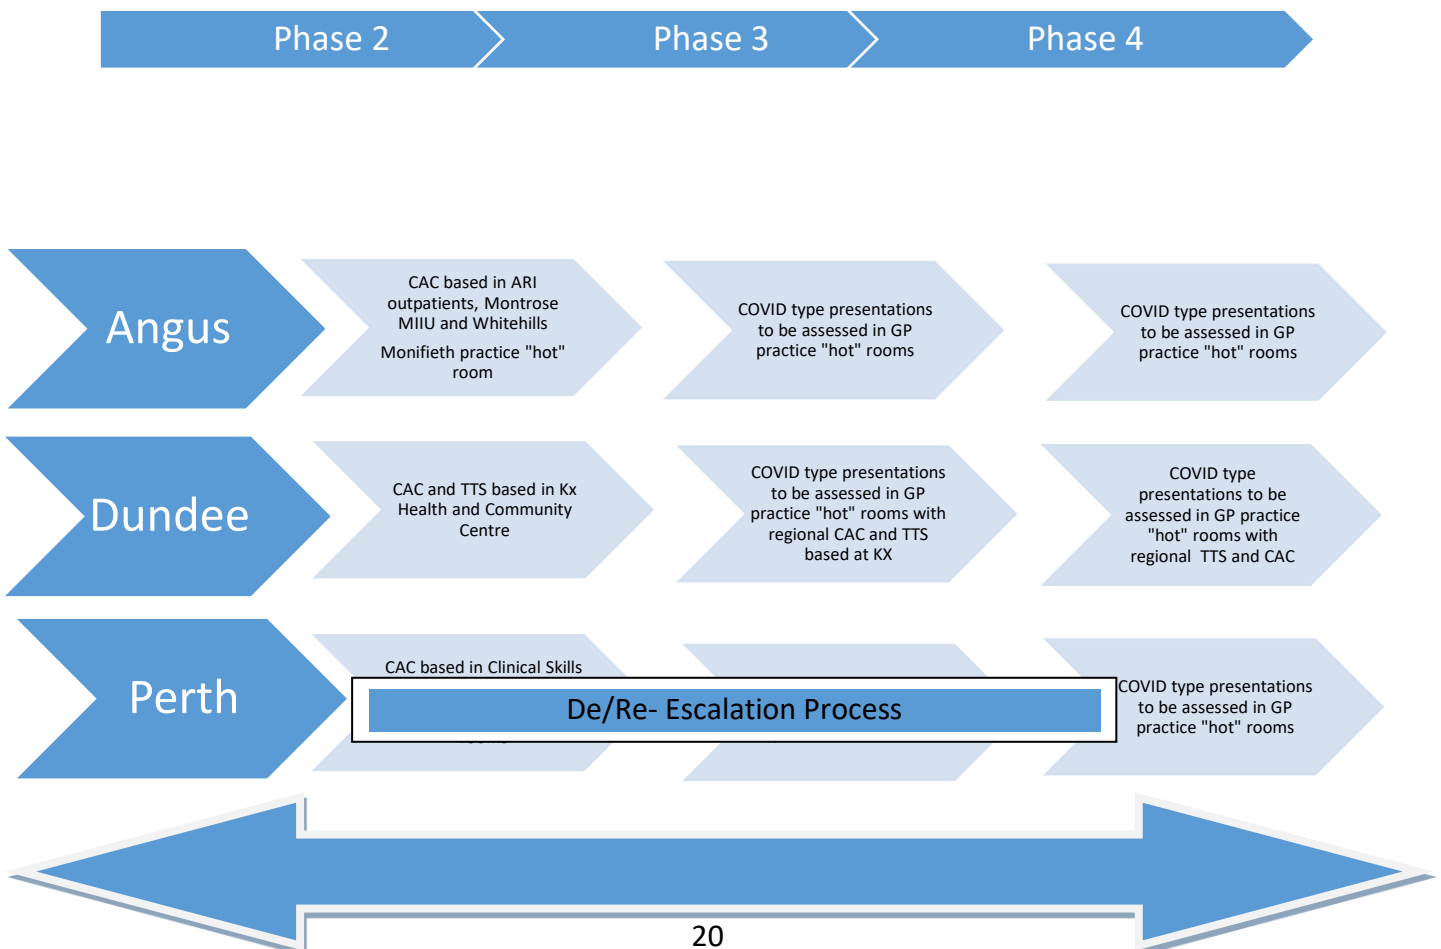 Phase 2
Phase 3
Phase 4
Angus
CAC based in ARI
outpatients, Montrose
MIIU and Whitehills
Monifieth practice "hot"
room
COVID type presentations
to be assessed in GP
practice "hot" rooms
COVID type presentations
to be assessed in GP
practice "hot" rooms
Dundee
CAC and TTS based in Kx
Health and Community
Centre
COVID type presentations
to be assessed in GP
practice "hot" rooms with
regional CAC and TTS
based at KX
COVID type
presentations to be
assessed in GP practice
"hot" rooms with
regional TTS and CAC
Perth
CAC based in Clinical Skills
De/Re- Escalation Process
COVID type presentations
to be assessed in GP
practice "hot" rooms
20